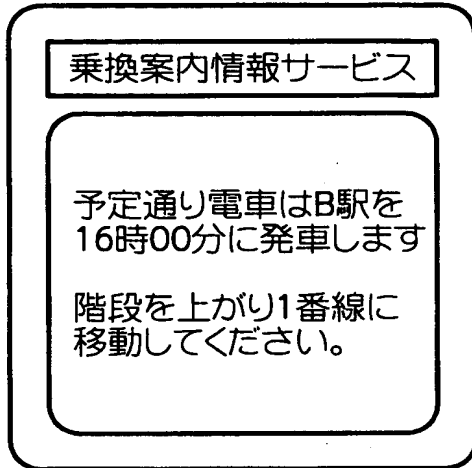 乗換案内情報サービス
予定通り電車はB駅を
16時00分に発車します
階段を上がり1番線に
移動してください。